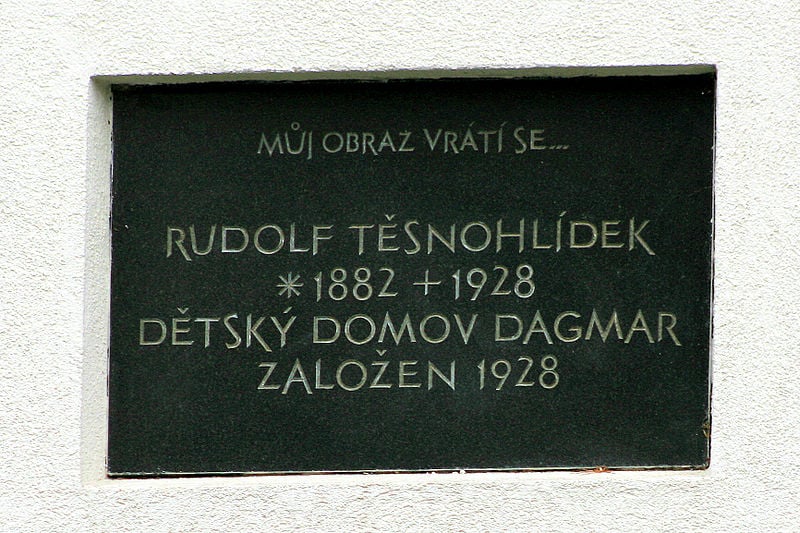 MŮJ OBRAZ VRÁTÍ SE...
RUDOLF TĚSNOHLÍDEK
* 1882 + 1928
DĚTSKÝ DOMOV DAGMAR
ZALOŽEN 1928